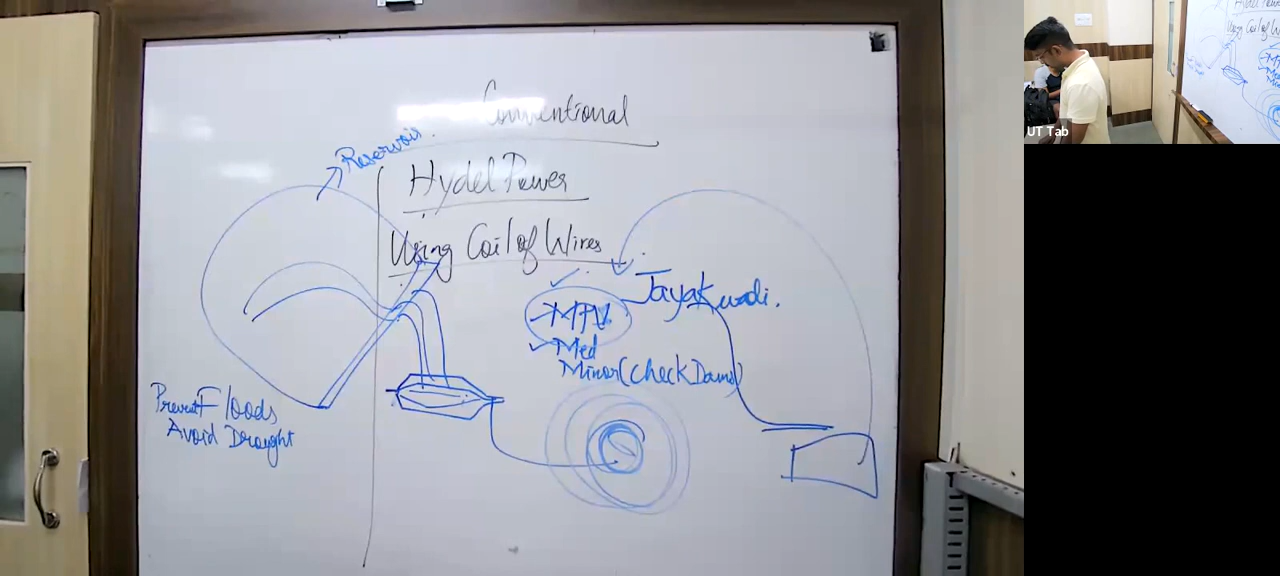 Conventional
Reservoir
Hydel Power
Using Coil of Wires
Jayakwadi.
Med
Minor (Check Dams)
Prevent Floods
Avoid Drought
UT Tab